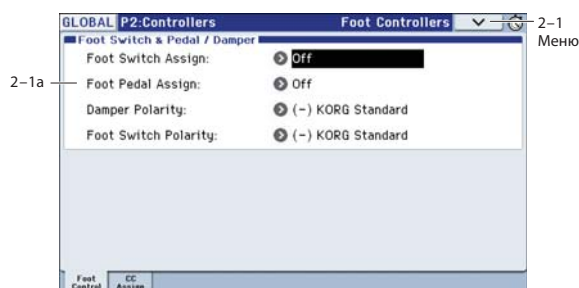 GLOBAL P2:Controllers Foot Controllers
2–1
Меню
Foot Switch & Pedal / Damper
Foot Switch Assign: Off
2–1a
Foot Pedal Assign: Off
Damper Polarity: (-) KORG Standard
Foot Switch Polarity: (-) KORG Standard
Foot Control
CC Assign